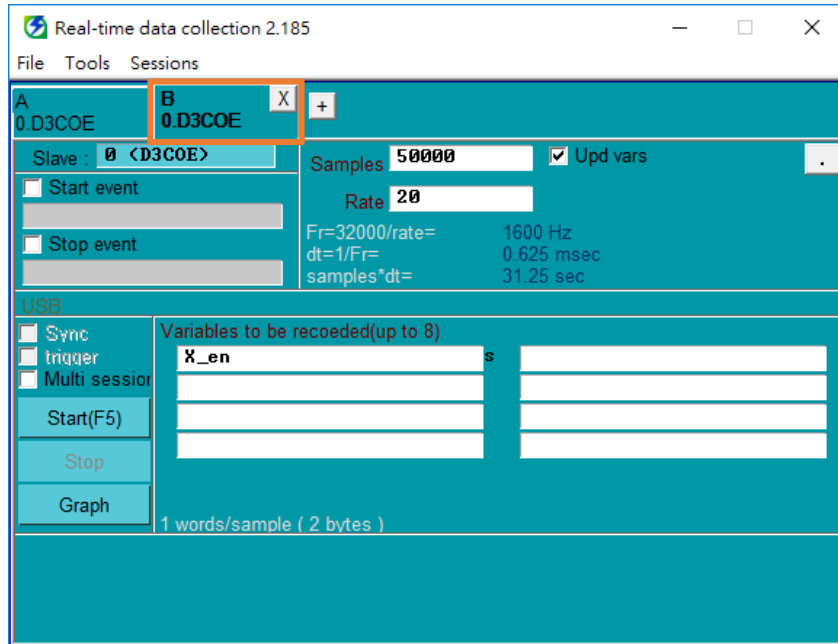 Real-time data collection 2.185
File Tools Sessions
A
0.D3COE
B X
0.D3COE
+
Slave : 0 (D3COE)
Start event
Stop event
Samples 50000
Upd vars
.
Rate 20
Fr=32000/rate= 1600 Hz
dt=1/Fr= 0.625 msec
samples*dt= 31.25 sec
USB
Sync
trigger
Multi session
Start(F5)
Stop
Graph
Variables to be recoeded(up to 8)
X_en s
1 words/sample ( 2 bytes )